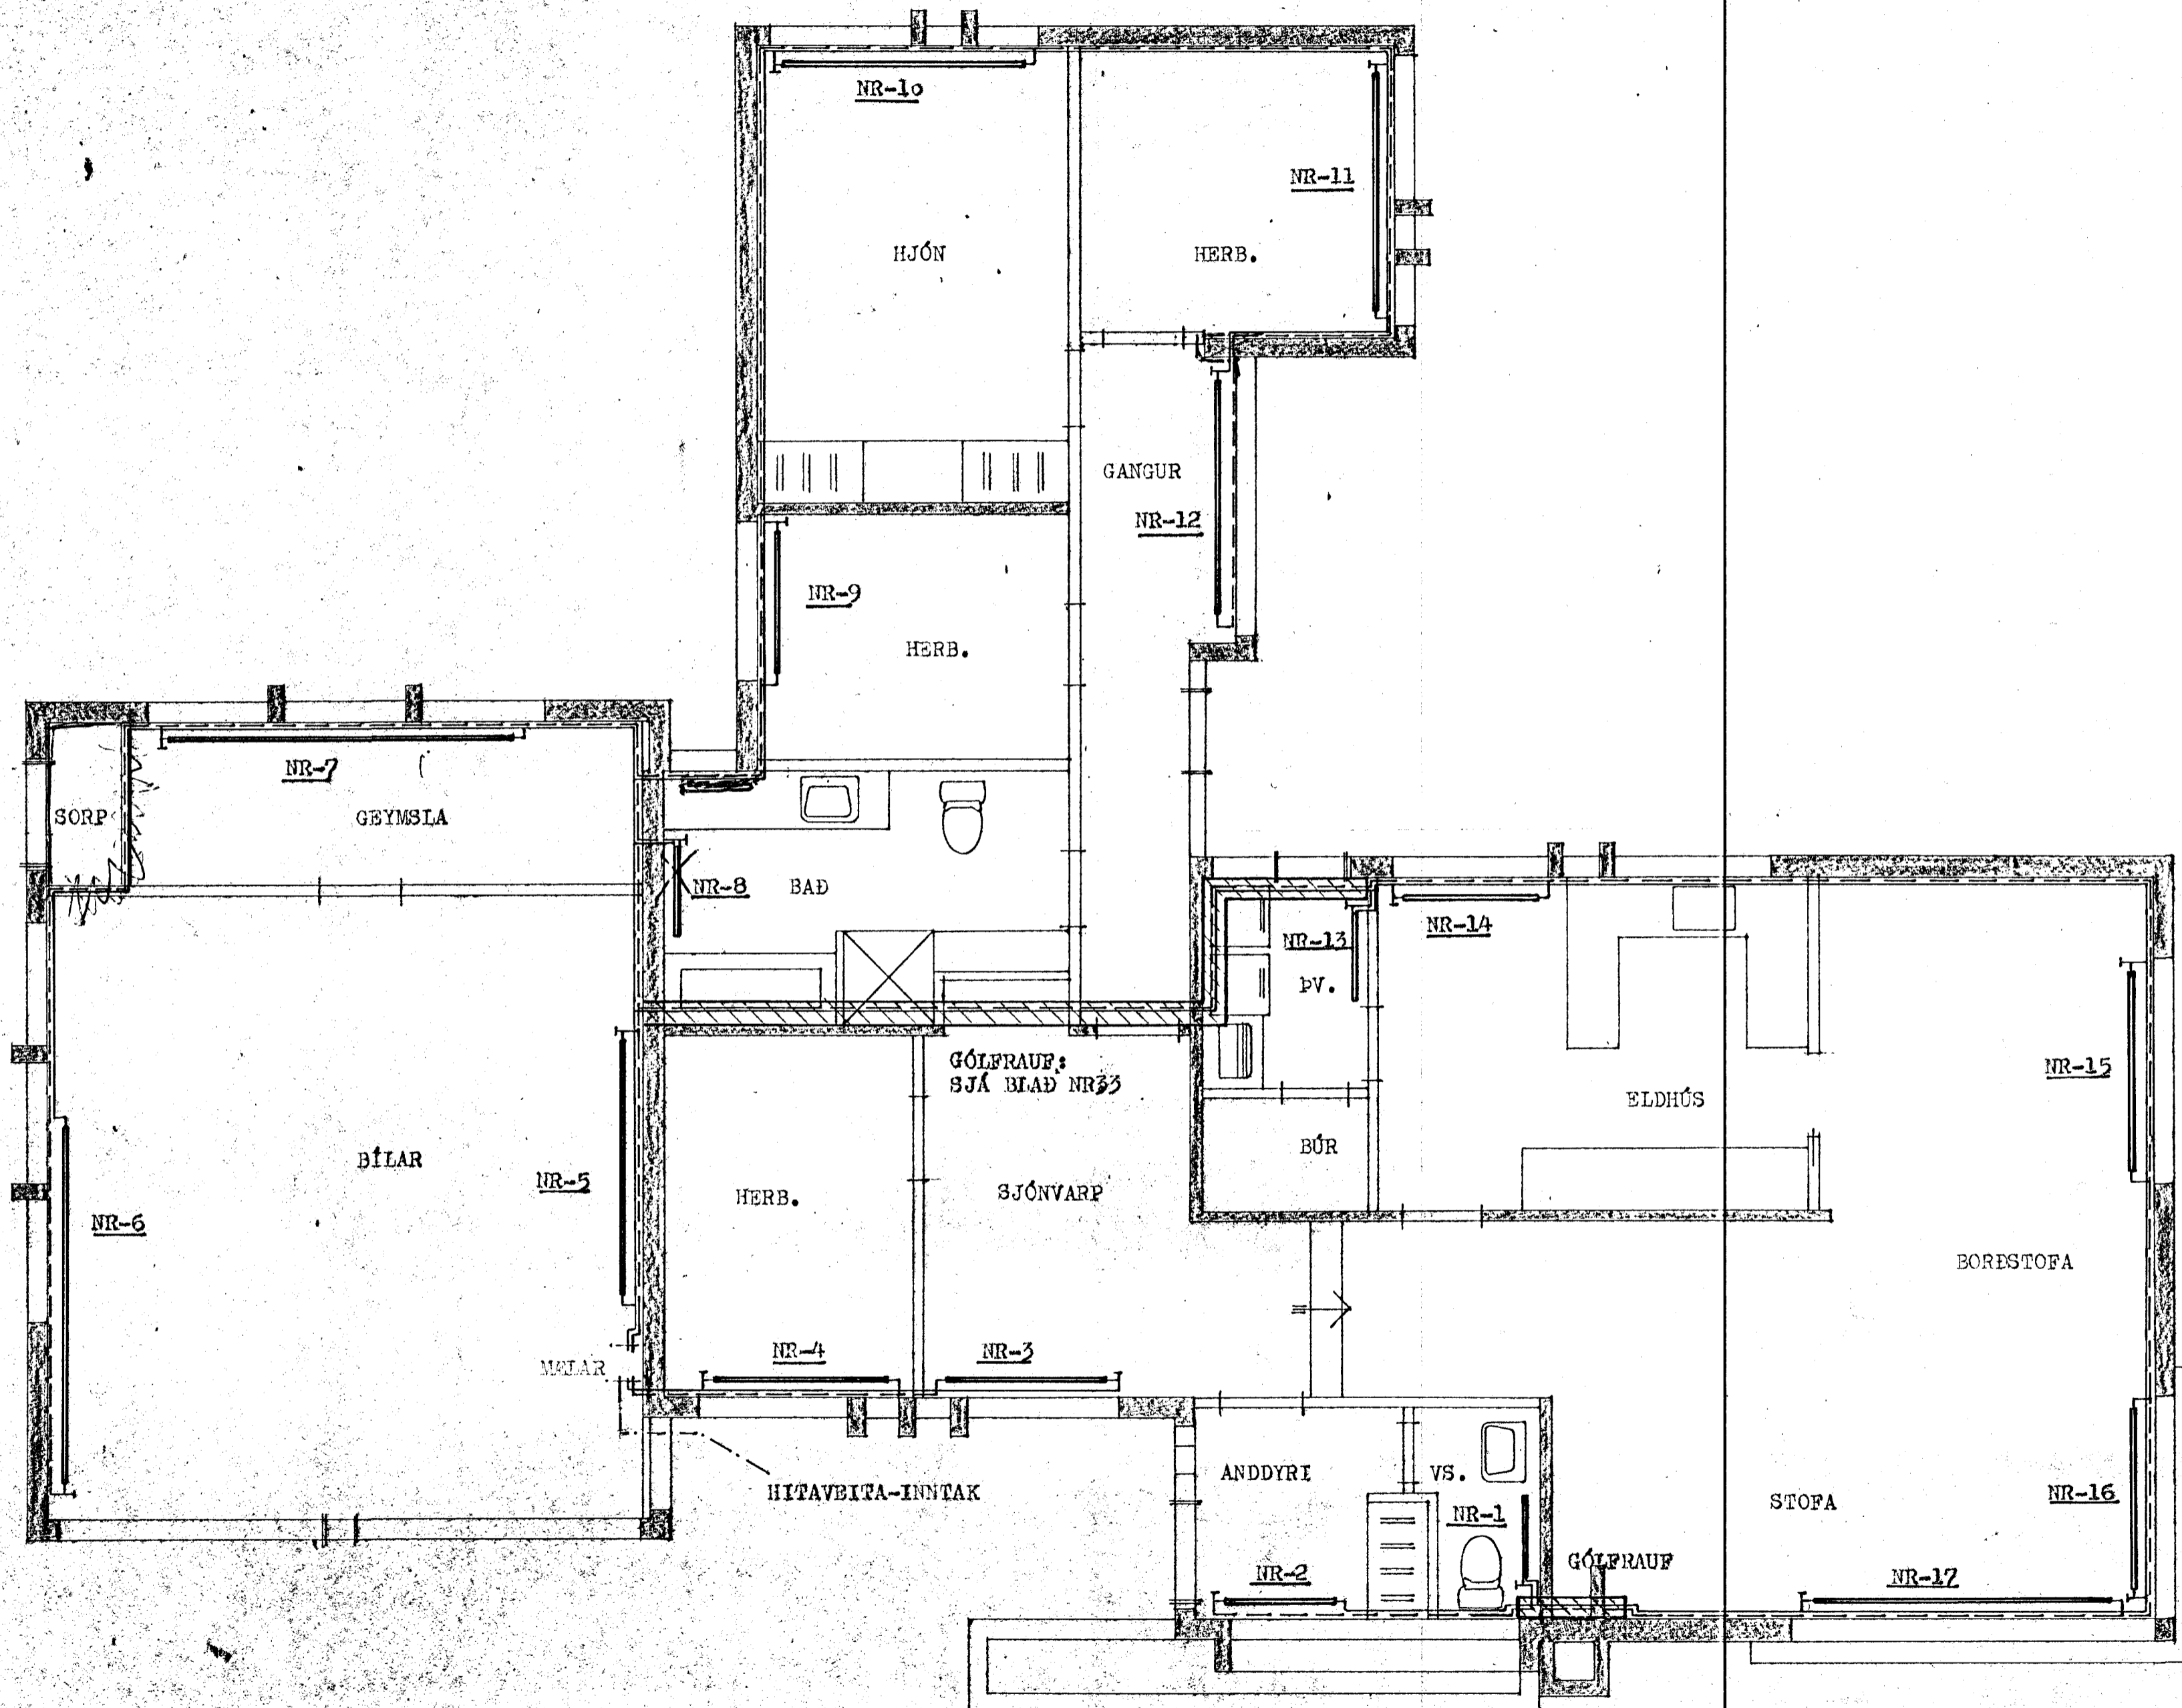 NR-10
NR-11
HJÓN
HERB.
GANGUR
NR-12
NR-9
HERB.
NR-7
SORP
GEYMSLA
NR-8
BAÐ
NR-14
NR-13
ÞV.
GÓLFRAUF:
SJÁ BLAÐ NR33
NR-15
ELDHÚS
BÚR
BÍLAR
NR-5
HERB.
SJÓNVARP
NR-6
BORÐSTOFA
NR-4
NR-3
MÆLAR
HITAVEITA-INNTAK
ANDDYRI
VS.
NR-1
STOFA
NR-16
GÓLFRAUF
NR-2
NR-17